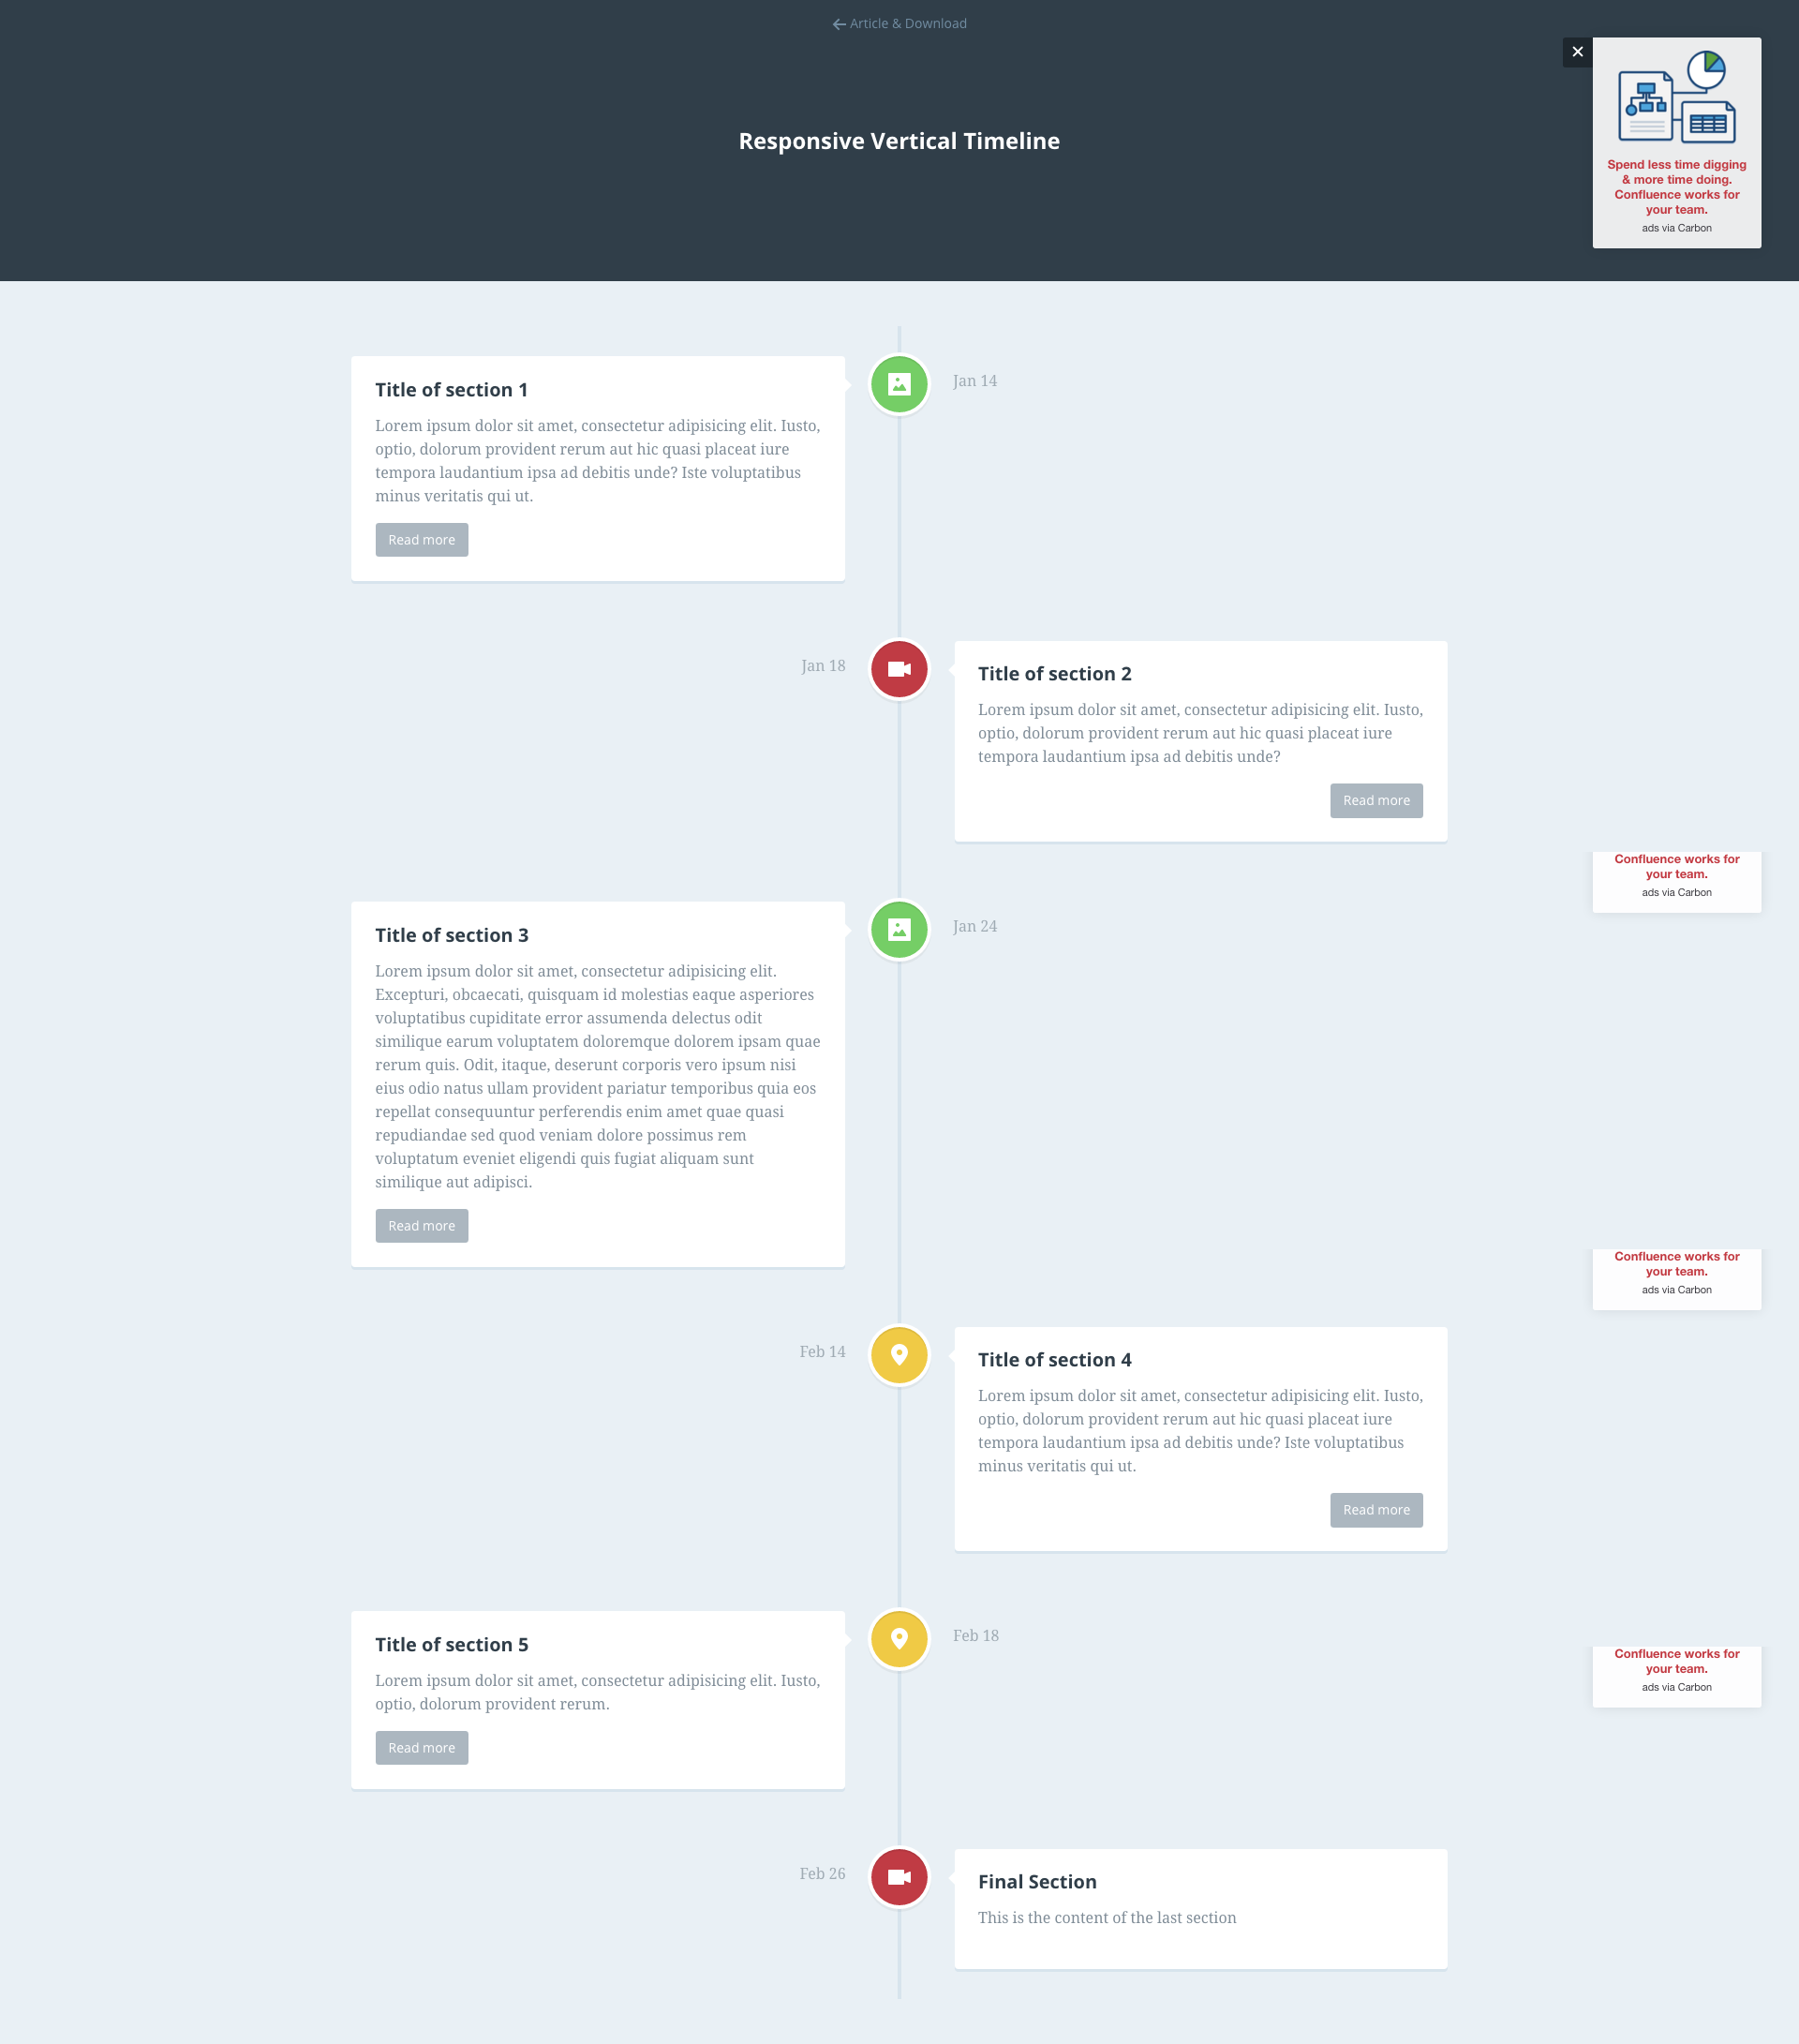 Article & Download
Responsive Vertical Timeline
Spend less time digging
& more time doing.
Confluence works for
your team.
ads via Carbon
Title of section 1
Jan 14
Lorem ipsum dolor sit amet, consectetur adipisicing elit. Iusto,
optio, dolorum provident rerum aut hic quasi placeat iure
tempora laudantium ipsa ad debitis unde? Iste voluptatibus
minus veritatis qui ut.
Read more
Jan 18
Title of section 2
Lorem ipsum dolor sit amet, consectetur adipisicing elit. Iusto,
optio, dolorum provident rerum aut hic quasi placeat iure
tempora laudantium ipsa ad debitis unde?
Read more
Confluence works for
your team.
ads via Carbon
Title of section 3
Jan 24
Lorem ipsum dolor sit amet, consectetur adipisicing elit.
Excepturi, obcaecati, quisquam id molestias eaque asperiores
voluptatibus cupiditate error assumenda delectus odit
similique earum voluptatem doloremque dolorem ipsam quae
rerum quis. Odit, itaque, deserunt corporis vero ipsum nisi
eius odio natus ullam provident pariatur temporibus quia eos
repellat consequuntur perferendis enim amet quae quasi
repudiandae sed quod veniam dolore possimus rem
voluptatum eveniet eligendi quis fugiat aliquam sunt
similique aut adipisci.
Read more
Confluence works for
your team.
ads via Carbon
Feb 14
Title of section 4
Lorem ipsum dolor sit amet, consectetur adipisicing elit. Iusto,
optio, dolorum provident rerum aut hic quasi placeat iure
tempora laudantium ipsa ad debitis unde? Iste voluptatibus
minus veritatis qui ut.
Read more
Title of section 5
Feb 18
Lorem ipsum dolor sit amet, consectetur adipisicing elit. Iusto,
optio, dolorum provident rerum.
Read more
Confluence works for
your team.
ads via Carbon
Feb 26
Final Section
This is the content of the last section